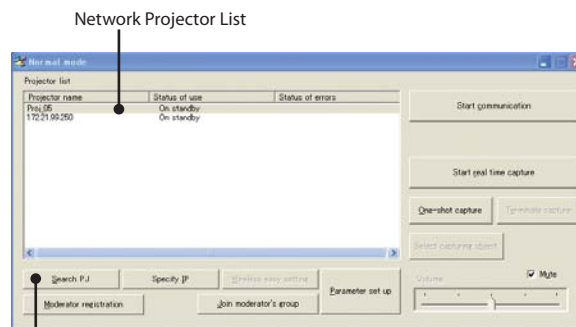 Network Projector List
Normal mode
Projector list
Projector name Status of use Status of errors
Proj_05 On standby
172.21.99.250 On standby
Start communication
Start real time capture
One-shot capture Terminate capture
Select capturing object
Search PJ Specify IP Wireless easy setting Parameter set up
Volume Mute
Moderator registration Join moderator's group